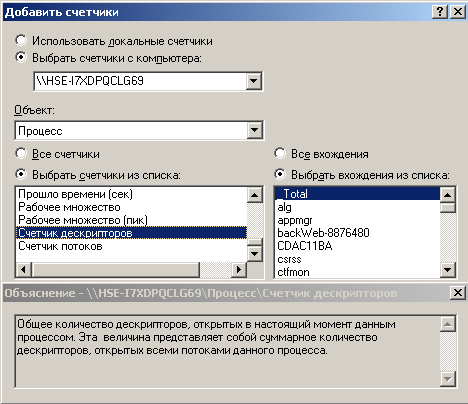 Добавить счетчики
Использовать локальные счетчики
Выбрать счетчики с компьютера:
\\HSE-I7XDPQCLG69
Объект:
Процесс
Все счетчики
Все вхождения
Выбрать счетчики из списка:
Выбрать вхождения из списка:
Прошло времени (сек)
Рабочее множество
Рабочее множество (пик)
Счетчик дескрипторов
Счетчик потоков
_Total
alg
appmgr
backWeb-8876480
CDAC11BA
csrss
ctfmon
Объяснение - \\HSE-I7XDPQCLG69\Процесс\Счетчик дескрипторов
Общее количество дескрипторов, открытых в настоящий момент данным
процессом. Эта величина представляет собой суммарное количество
дескрипторов, открытых всеми потоками данного процесса.